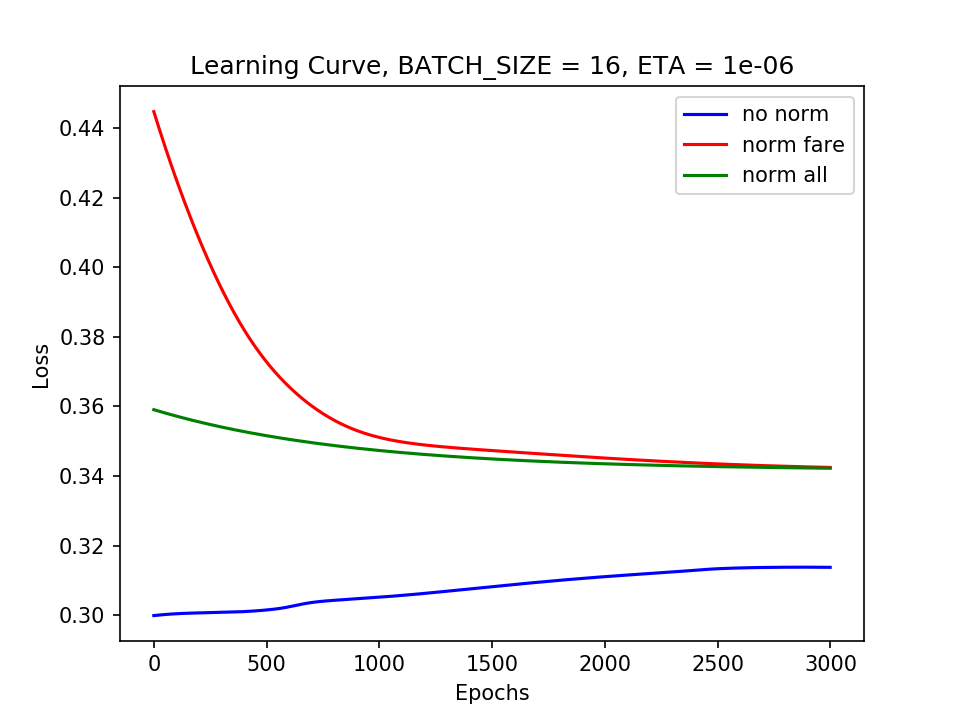 Learning Curve, BATCH_SIZE = 16, ETA = 1e-06
no norm
norm fare
norm all
0.44
0.42
0.40
0.38
0.36
0.34
0.32
0.30
Loss
0 500 1000 1500 2000 2500 3000
Epochs